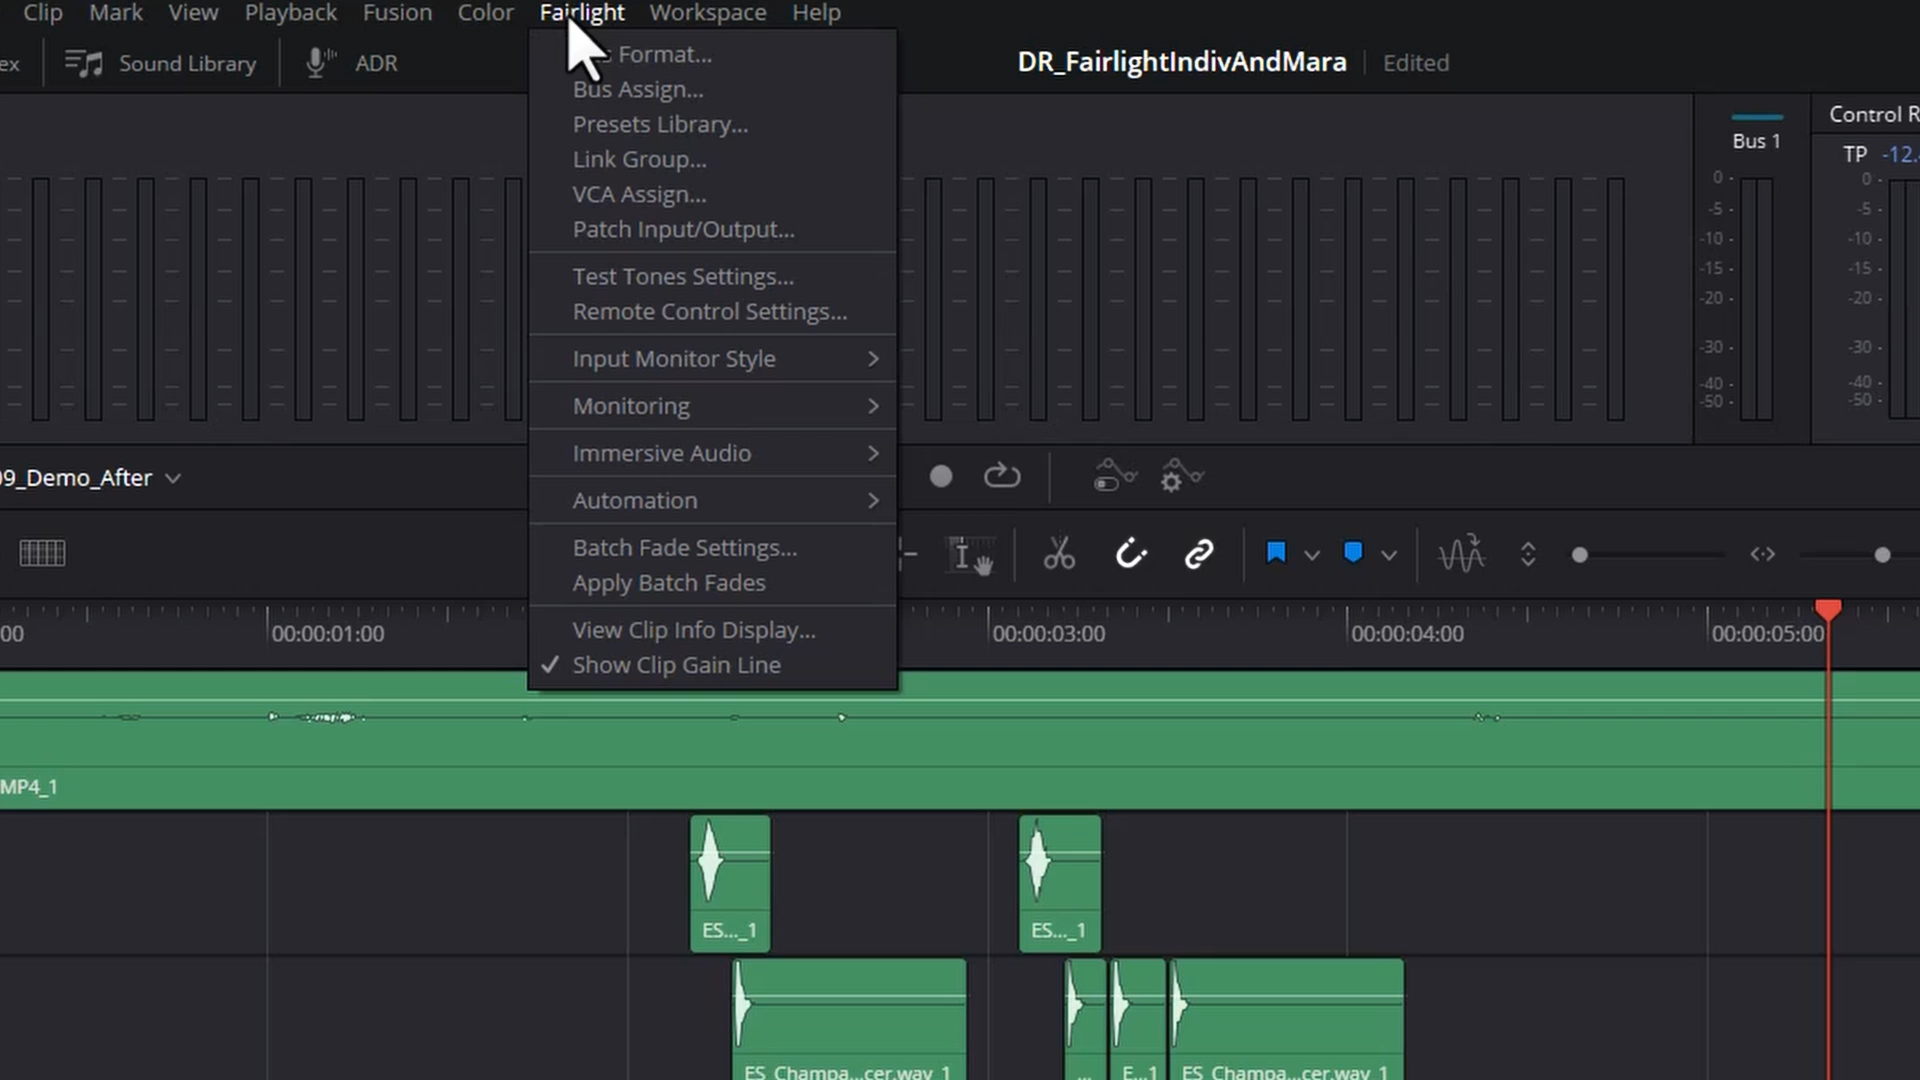 Clip Mark View Playback Fusion Color Fairlight Workspace Help
ex Sound Library ADR
DR_FairlightIndivAndMara Edited
Format...
Bus Assign...
Presets Library...
Link Group...
VCA Assign...
Patch Input/Output...
Test Tones Settings...
Remote Control Settings...
Input Monitor Style
Monitoring
Immersive Audio
Automation
Batch Fade Settings...
Apply Batch Fades
View Clip Info Display...
Show Clip Gain Line
Bus 1
0
-5
-10
-15
-20
-30
-40
-50
Control R
TP -12.
0
-5
-10
-15
-20
-30
-40
-50
09_Demo_After
00 00:00:01:00 00:00:03:00 00:00:04:00 00:00:05:00
MP4_1
ES..._1 ES..._1
ES_Champa...cer.wav_1 ... E...1 ES_Champa...cer.wav_1